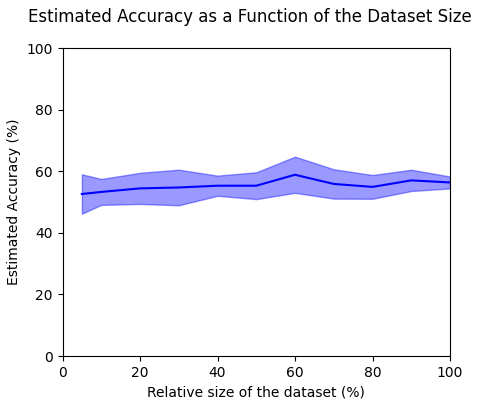 Estimated Accuracy as a Function of the Dataset Size
100
80
60
40
20
0
Estimated Accuracy (%)
0 20 40 60 80 100
Relative size of the dataset (%)